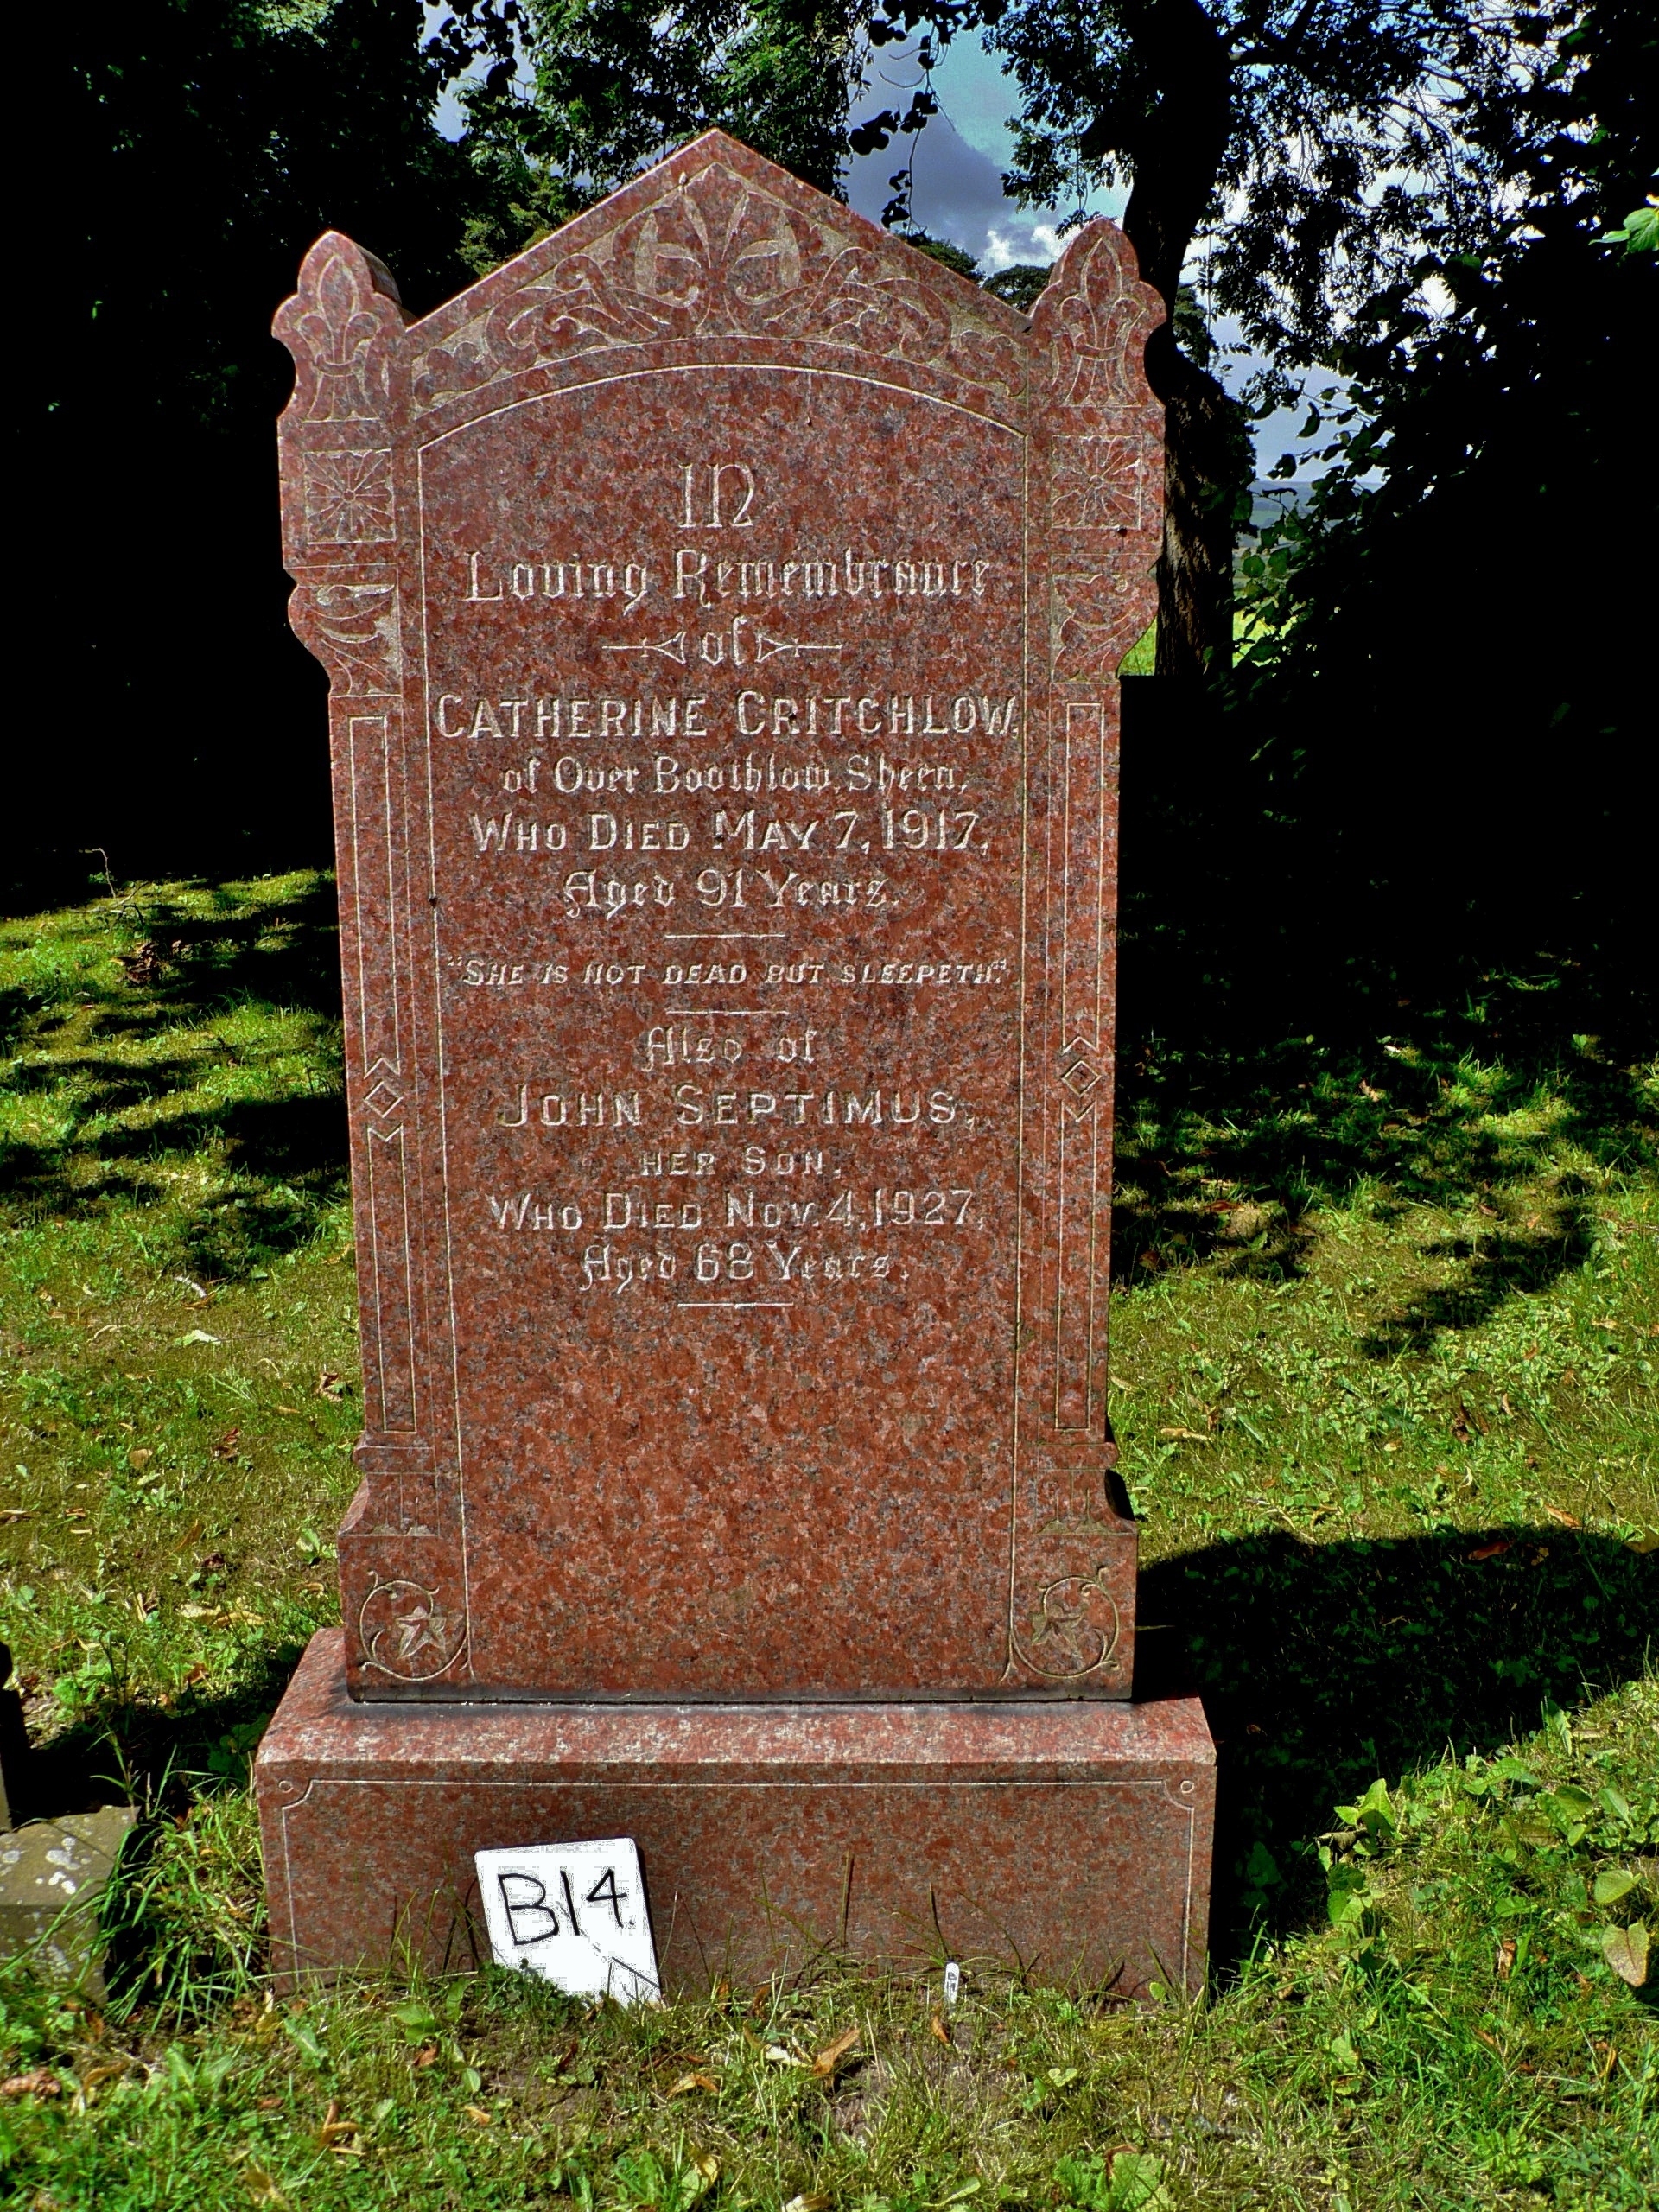 In
Loving Remembrance
of
CATHERINE CRITCHLOW,
of Over Boothlow, Sheen,
WHO DIED MAY 7, 1917,
Aged 91 Years.
"SHE IS NOT DEAD BUT SLEEPETH."
Also of
JOHN SEPTIMUS,
HER SON,
WHO DIED NOV. 4, 1927,
Aged 68 Years.
B14.
B14